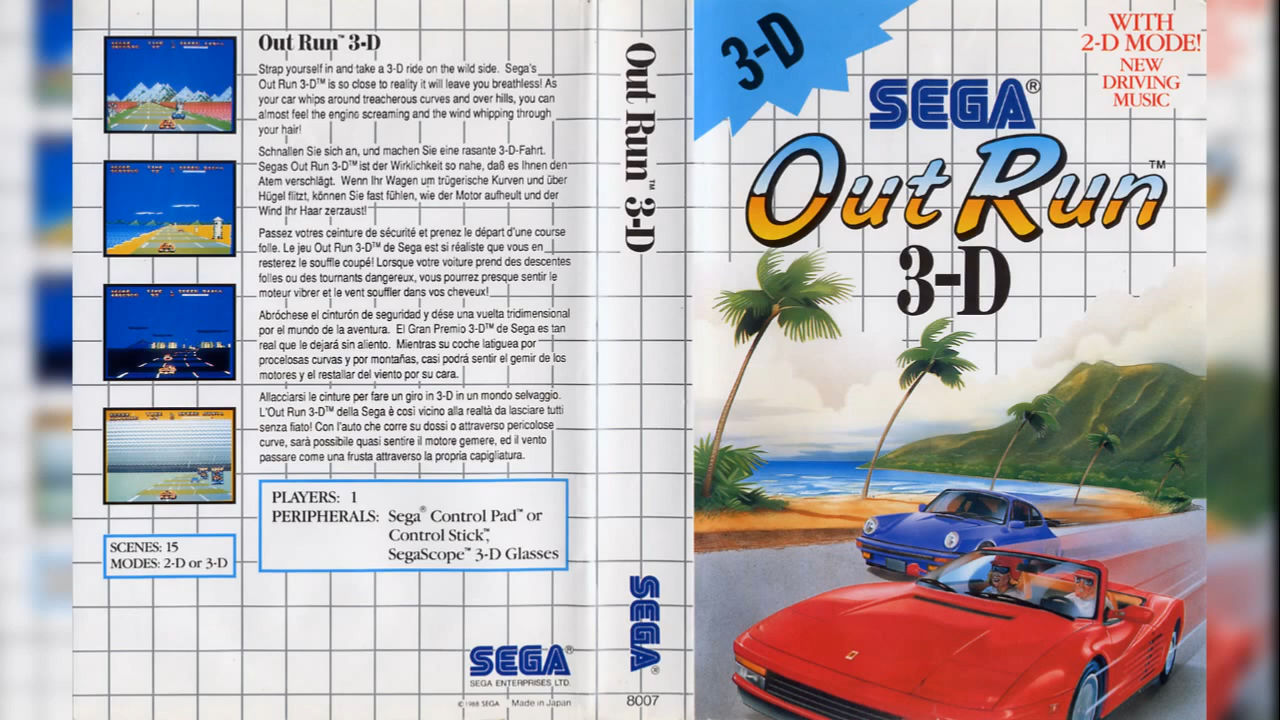 Out Run™ 3-D
Strap yourself in and take a 3-D ride on the wild side. Sega's
Out Run 3-D™ is so close to reality it will leave you breathless! As
your car whips around treacherous curves and over hills, you can
almost feel the engine screaming and the wind whipping through
your hair!
Schnallen Sie sich an, und machen Sie eine rasante 3-D-Fahrt.
Segas Out Run 3-D™ ist der Wirklichkeit so nahe, daß es Ihnen den
Atem verschlägt. Wenn Ihr Wagen um trügerische Kurven und über
Hügel flitzt, können Sie fast fühlen, wie der Motor aufheult und der
Wind Ihr Haar zerzaust!
Passez votres ceinture de sécurité et prenez le départ d'une course
folle. Le jeu Out Run 3-D™ de Sega est si réaliste que vous en
resterez le souffle coupé! Lorsque votre voiture prend des descentes
folles ou des tournants dangereux, vous pourrez presque sentir le
moteur vibrer et le vent souffler dans vos cheveux!
Abróchese el cinturón de seguridad y dése una vuelta tridimensional
por el mundo de la aventura. El Gran Premio 3-D™ de Sega es tan
real que le dejará sin aliento. Mientras su coche latiguea por
procelosas curvas y por montañas, casi podrá sentir el gemir de los
motores y el restallar del viento por su cara.
Allacciarsi le cinture per fare un giro in 3-D in un mondo selvaggio.
L'Out Run 3-D™ della Sega è così vicino alla realtà da lasciare tutti
senza fiato! Con l'auto che corre su dossi o attraverso pericolose
curve, sarà possibile quasi sentire il motore gemere, ed il vento
passare come una frusta attraverso la propria capigliatura.
PLAYERS: 1
PERIPHERALS: Sega® Control Pad™ or
Control Stick™,
SegaScope™ 3-D Glasses
SCENES: 15
MODES: 2-D or 3-D
SEGA®
SEGA ENTERPRISES LTD.
© 1988 SEGA Made in Japan
Out Run™ 3-D
SEGA®
8007
3-D
WITH
2-D MODE!
NEW
DRIVING
MUSIC
SEGA®
Out Run™
3-D